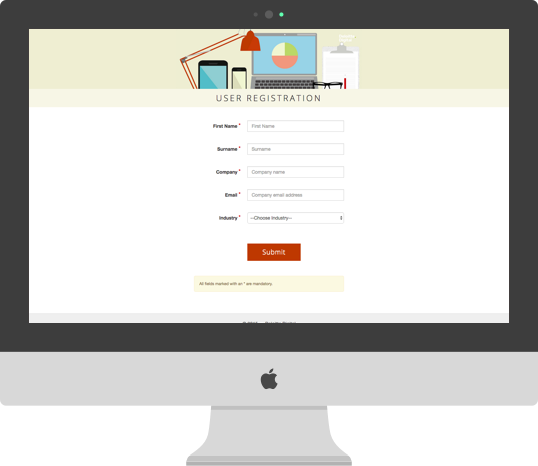 USER REGISTRATION
First Name * First Name
Surname * Surname
Company * Company name
Email * Company email address
Industry * --Choose Industry--
Submit
All fields marked with an * are mandatory.